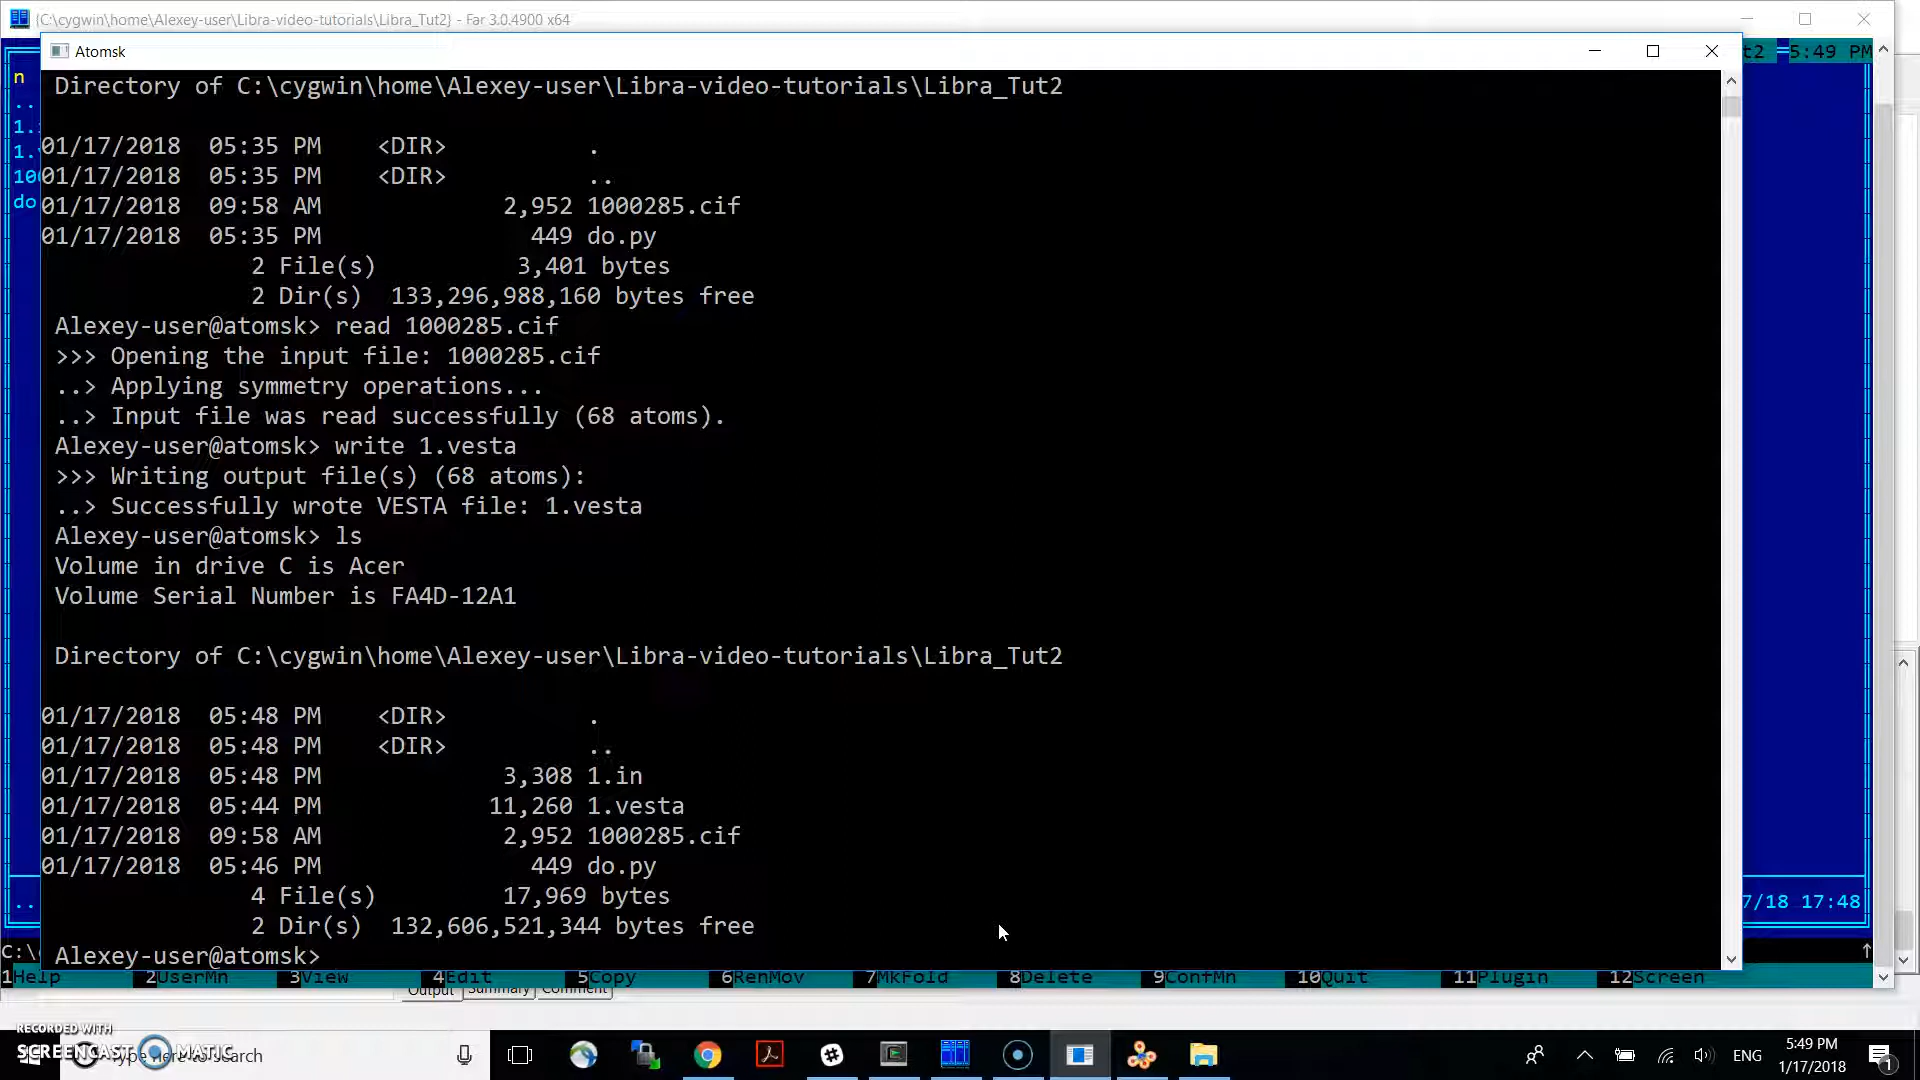 {C:\cygwin\home\Alexey-user\Libra-video-tutorials\Libra_Tut2} - Far 3.0.4900 x64
Atomsk
t2 5:49 PM
n
..
Directory of C:\cygwin\home\Alexey-user\Libra-video-tutorials\Libra_Tut2
01/17/2018 05:35 PM <DIR> .
01/17/2018 05:35 PM <DIR> ..
01/17/2018 09:58 AM 2,952 1000285.cif
do
01/17/2018 05:35 PM 449 do.py
2 File(s) 3,401 bytes
2 Dir(s) 133,296,988,160 bytes free
Alexey-user@atomsk> read 1000285.cif
>>> Opening the input file: 1000285.cif
..> Applying symmetry operations...
..> Input file was read successfully (68 atoms).
Alexey-user@atomsk> write 1.vesta
>>> Writing output file(s) (68 atoms):
..> Successfully wrote VESTA file: 1.vesta
Alexey-user@atomsk> ls
Volume in drive C is Acer
Volume Serial Number is FA4D-12A1
Directory of C:\cygwin\home\Alexey-user\Libra-video-tutorials\Libra_Tut2
01/17/2018 05:48 PM <DIR> .
01/17/2018 05:48 PM <DIR> ..
01/17/2018 05:48 PM 3,308 1.in
01/17/2018 05:44 PM 11,260 1.vesta
01/17/2018 09:58 AM 2,952 1000285.cif
01/17/2018 05:46 PM 449 do.py
4 File(s) 17,969 bytes
.. 7/18 17:48
2 Dir(s) 132,606,521,344 bytes free
Alexey-user@atomsk>
1Help 2UserMn 3View 4Edit 5Copy 6RenMov 7MkFold 8Delete 9ConfMn 10Quit 11Plugin 12Screen
Output Summary Comment
RECORDED WITH
SCREENCAST MATIC
Type here to search
ENG
5:49 PM
1/17/2018
1